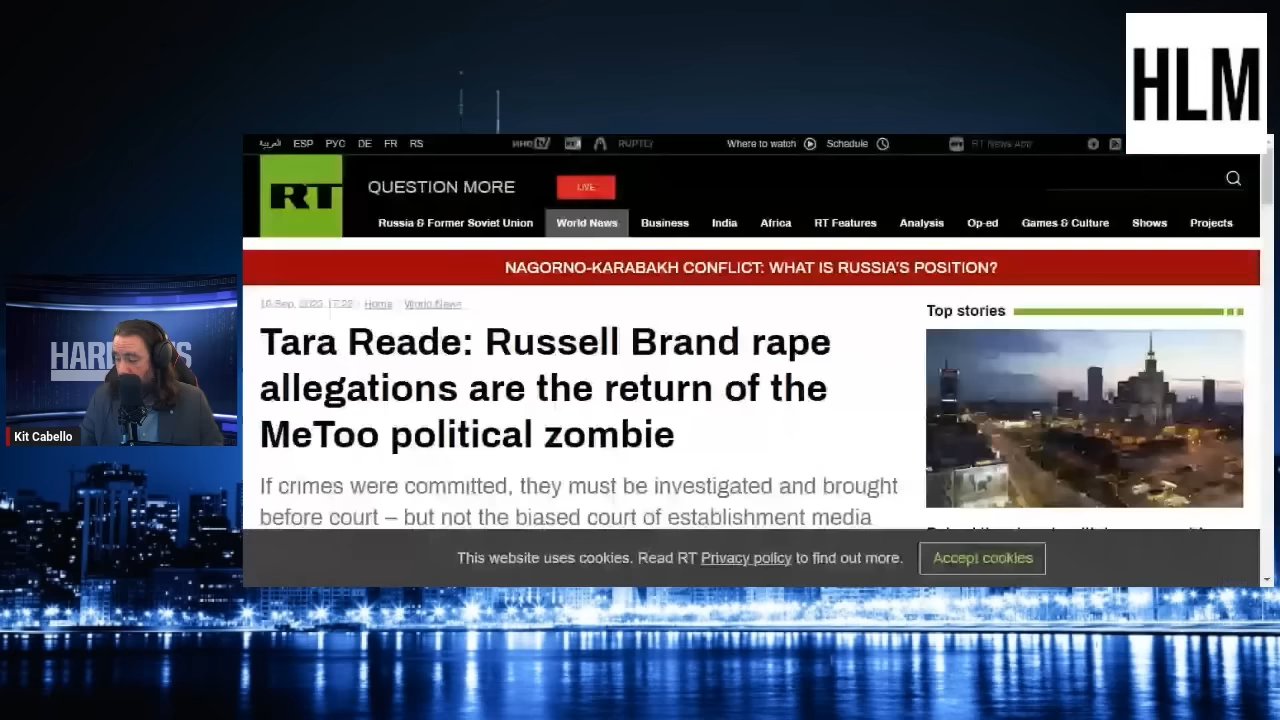 HLM
العربية ESP РУС DE FR RS
RUPTLY Where to watch Schedule RT News App
RT
QUESTION MORE
LIVE
Russia & Former Soviet Union World News Business India Africa RT Features Analysis Op-ed Games & Culture Shows Projects
NAGORNO-KARABAKH CONFLICT: WHAT IS RUSSIA'S POSITION?
Home World News
Top stories
Tara Reade: Russell Brand rape
allegations are the return of the
MeToo political zombie
If crimes were committed, they must be investigated and brought
before court – but not the biased court of establishment media
This website uses cookies. Read RT Privacy policy to find out more. Accept cookies
Kit Cabello